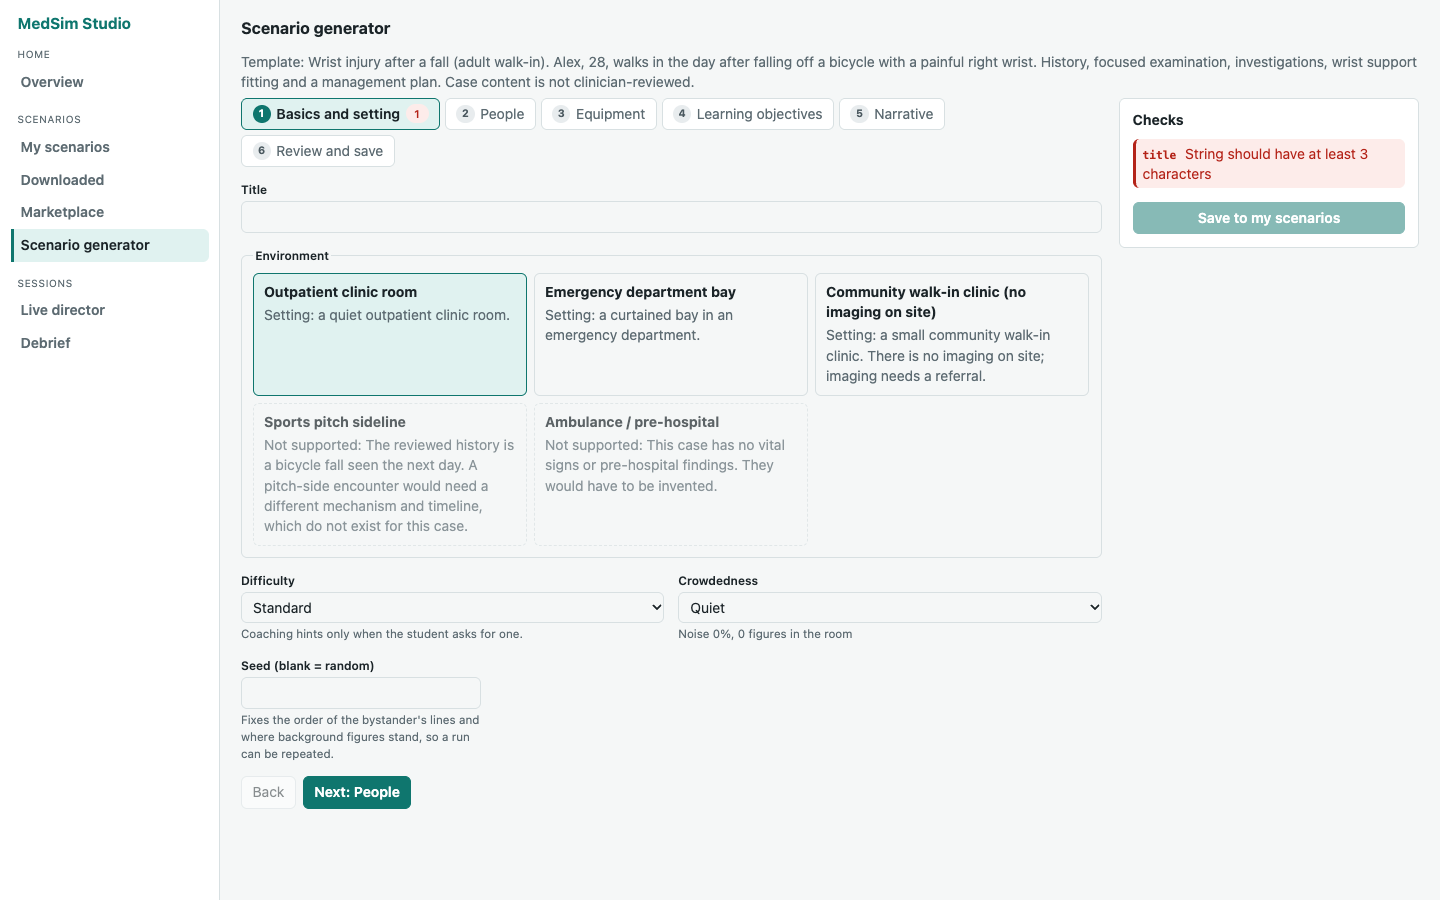 MedSim Studio
HOME
Overview
SCENARIOS
My scenarios
Downloaded
Marketplace
Scenario generator
SESSIONS
Live director
Debrief
Scenario generator
Template: Wrist injury after a fall (adult walk-in). Alex, 28, walks in the day after falling off a bicycle with a painful right wrist. History, focused examination, investigations, wrist support
fitting and a management plan. Case content is not clinician-reviewed.
1 Basics and setting 1
2 People
3 Equipment
4 Learning objectives
5 Narrative
6 Review and save
Title
Environment
Outpatient clinic room
Setting: a quiet outpatient clinic room.
Emergency department bay
Setting: a curtained bay in an
emergency department.
Community walk-in clinic (no
imaging on site)
Setting: a small community walk-in
clinic. There is no imaging on site;
imaging needs a referral.
Sports pitch sideline
Not supported: The reviewed history is
a bicycle fall seen the next day. A
pitch-side encounter would need a
different mechanism and timeline,
which do not exist for this case.
Ambulance / pre-hospital
Not supported: This case has no vital
signs or pre-hospital findings. They
would have to be invented.
Difficulty
Standard
Coaching hints only when the student asks for one.
Crowdedness
Quiet
Noise 0%, 0 figures in the room
Seed (blank = random)
Fixes the order of the bystander's lines and
where background figures stand, so a run
can be repeated.
Back
Next: People
Checks
title String should have at least 3
characters
Save to my scenarios